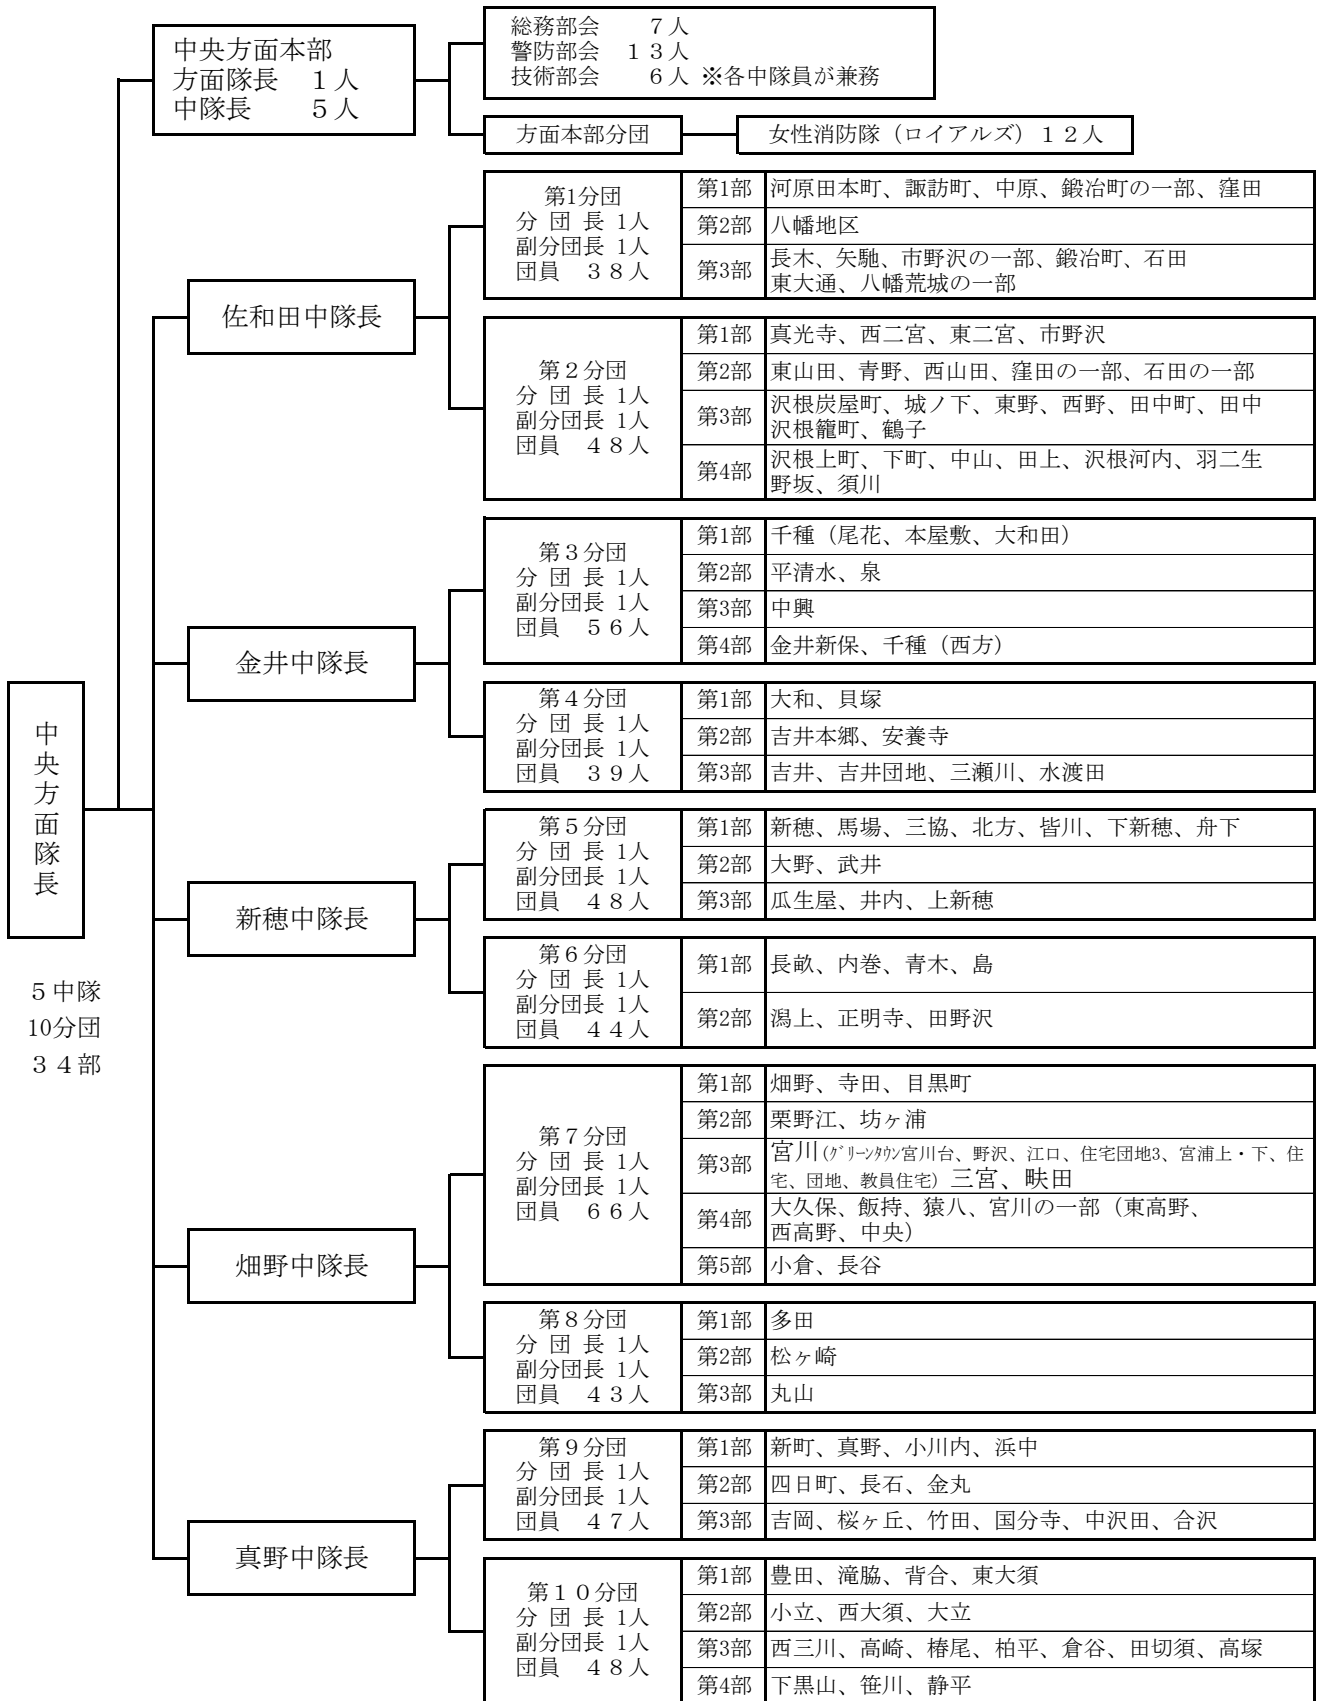 中央方面本部
方面隊長　１人
中隊長　　５人
総務部会　　７人
警防部会　１３人
技術部会　　６人 ※各中隊員が兼務
方面本部分団
女性消防隊（ロイアルズ）１２人
佐和田中隊長
第1分団
分 団 長 1人
副分団長 1人
団員　３８人
第1部 河原田本町、諏訪町、中原、鍛冶町の一部、窪田
第2部 八幡地区
第3部 長木、矢馳、市野沢の一部、鍛冶町、石田
東大通、八幡荒城の一部
第２分団
分 団 長 1人
副分団長 1人
団員　４８人
第1部 真光寺、西二宮、東二宮、市野沢
第2部 東山田、青野、西山田、窪田の一部、石田の一部
第3部 沢根炭屋町、城ノ下、東野、西野、田中町、田中
沢根籠町、鶴子
第4部 沢根上町、下町、中山、田上、沢根河内、羽二生
野坂、須川
金井中隊長
第３分団
分 団 長 1人
副分団長 1人
団員　５６人
第1部 千種（尾花、本屋敷、大和田）
第2部 平清水、泉
第3部 中興
第4部 金井新保、千種（西方）
第４分団
分 団 長 1人
副分団長 1人
団員　３９人
第1部 大和、貝塚
第2部 吉井本郷、安養寺
第3部 吉井、吉井団地、三瀬川、水渡田
中央方面隊長
５中隊
10分団
３４部
新穂中隊長
第５分団
分 団 長 1人
副分団長 1人
団員　４８人
第1部 新穂、馬場、三協、北方、皆川、下新穂、舟下
第2部 大野、武井
第3部 瓜生屋、井内、上新穂
第６分団
分 団 長 1人
副分団長 1人
団員　４４人
第1部 長畝、内巻、青木、島
第2部 潟上、正明寺、田野沢
畑野中隊長
第７分団
分 団 長 1人
副分団長 1人
団員　６６人
第1部 畑野、寺田、目黒町
第2部 栗野江、坊ヶ浦
第3部 宮川(ｸﾞﾘｰﾝﾀｳﾝ宮川台、野沢、江口、住宅団地3、宮浦上・下、住
宅、団地、教員住宅）三宮、畉田
第4部 大久保、飯持、猿八、宮川の一部（東高野、
西高野、中央）
第5部 小倉、長谷
第８分団
分 団 長 1人
副分団長 1人
団員　４３人
第1部 多田
第2部 松ヶ崎
第3部 丸山
真野中隊長
第９分団
分 団 長 1人
副分団長 1人
団員　４７人
第1部 新町、真野、小川内、浜中
第2部 四日町、長石、金丸
第3部 吉岡、桜ヶ丘、竹田、国分寺、中沢田、合沢
第１０分団
分 団 長 1人
副分団長 1人
団員　４８人
第1部 豊田、滝脇、背合、東大須
第2部 小立、西大須、大立
第3部 西三川、高崎、椿尾、柏平、倉谷、田切須、高塚
第4部 下黒山、笹川、静平